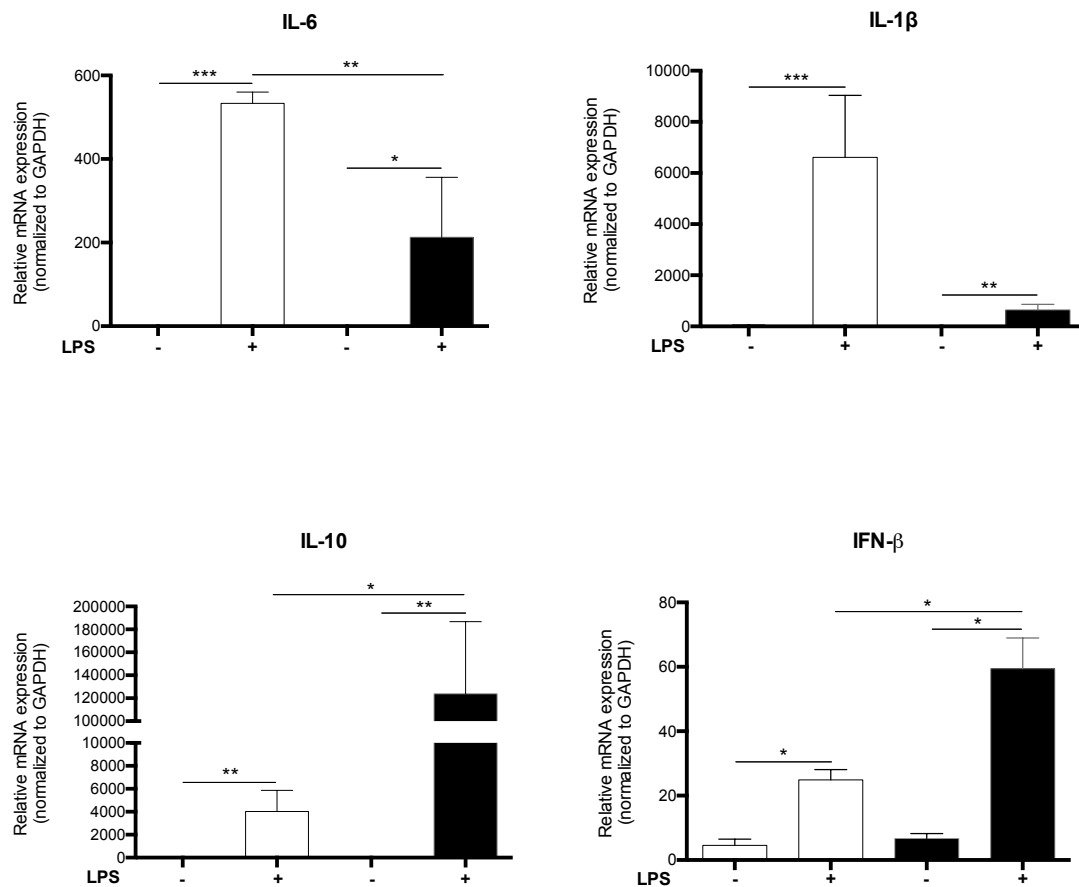 IL-6
***
**
*
600
400
200
0
Relative mRNA expression
(normalized to GAPDH)
LPS - + - +
IL-1β
***
**
10000
8000
6000
4000
2000
0
Relative mRNA expression
(normalized to GAPDH)
LPS - + - +
IL-10
*
**
**
200000
180000
160000
140000
120000
100000
10000
8000
6000
4000
2000
0
Relative mRNA expression
(normalized to GAPDH)
LPS - + - +
IFN-β
*
*
*
80
60
40
20
0
Relative mRNA expression
(normalized to GAPDH)
LPS - + - +